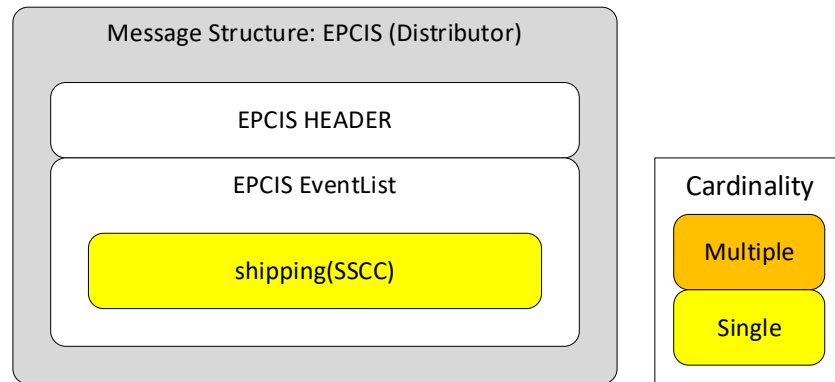 Message Structure: EPCIS (Distributor)
EPCIS HEADER
EPCIS EventList
shipping(SSCC)
Cardinality
Multiple
Single